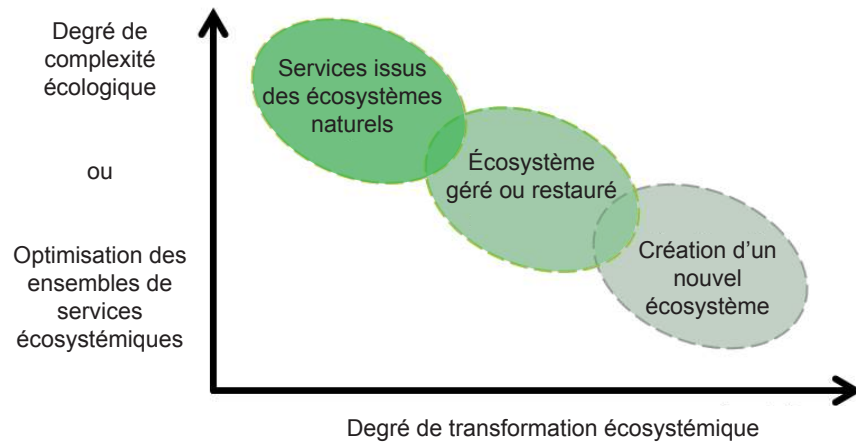 Degré de
complexité
écologique
ou
Optimisation des
ensembles de
services
écosystémiques
Services issus
des écosystèmes
naturels
Écosystème
géré ou restauré
Création d’un
nouvel
écosystème
Degré de transformation écosystémique